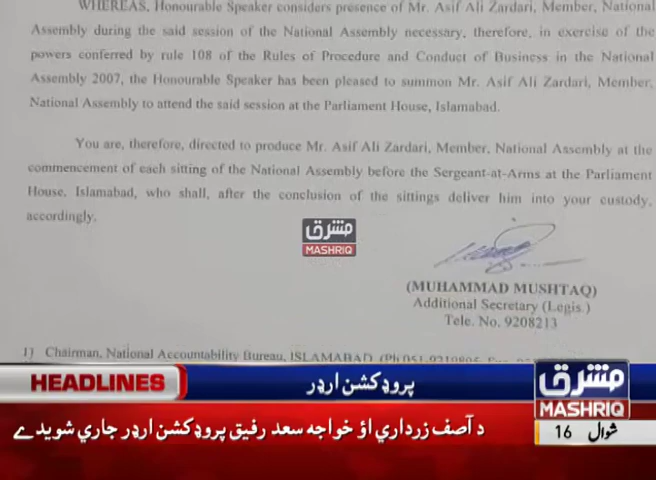 WHEREAS, Honourable Speaker considers presence of Mr. Asif Ali Zardari, Member, National
Assembly during the said session of the National Assembly necessary, therefore, in exercise of the
powers conferred by rule 108 of the Rules of Procedure and Conduct of Business in the National
Assembly 2007, the Honourable Speaker has been pleased to summon Mr. Asif Ali Zardari, Member,
National Assembly to attend the said session at the Parliament House, Islamabad.
You are, therefore, directed to produce Mr. Asif Ali Zardari, Member, National Assembly at the
commencement of each sitting of the National Assembly before the Sergeant-at-Arms at the Parliament
House, Islamabad, who shall, after the conclusion of the sittings deliver him into your custody,
accordingly.
مشرق
MASHRIQ
(MUHAMMAD MUSHTAQ)
Additional Secretary (Legis.)
Tele. No. 9208213
1) Chairman, National Accountability Bureau, ISLAMABAD
HEADLINES
پروډکشن ارډر
مشرق
MASHRIQ
د آصف زرداري اؤ خواجه سعد رفیق پروډکشن ارډر جاري شویدے
16 شوال